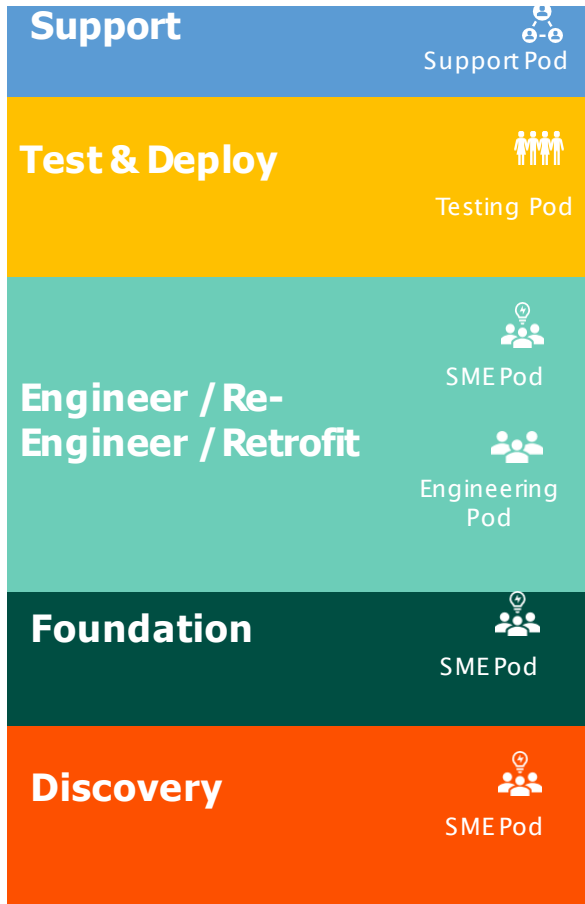 Support
Support Pod
Test & Deploy
Testing Pod
SME Pod
Engineer / Re-
Engineer / Retrofit
Engineering
Pod
Foundation
SME Pod
Discovery
SME Pod